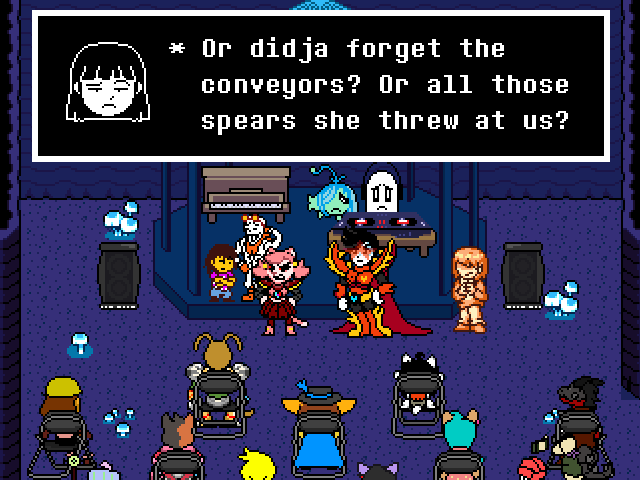 * Or didja forget the
conveyors? Or all those
spears she threw at us?